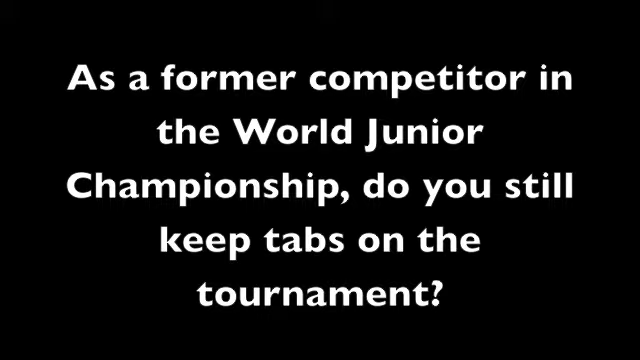 As a former competitor in
the World Junior
Championship, do you still
keep tabs on the
tournament?